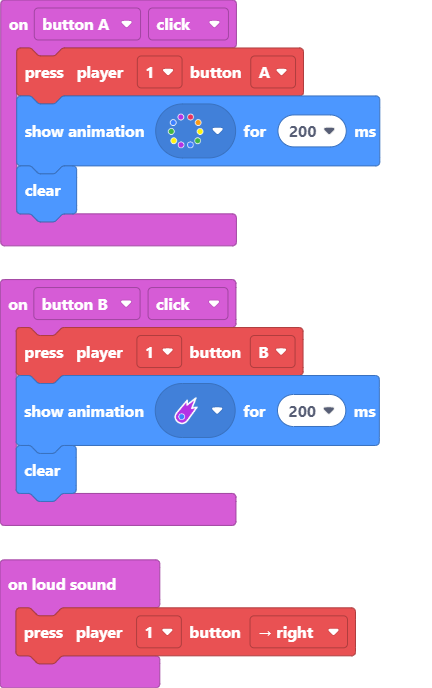 on button A click
press player 1 button A
show animation for 200 ms
clear
on button B click
press player 1 button B
show animation for 200 ms
clear
on loud sound
press player 1 button → right